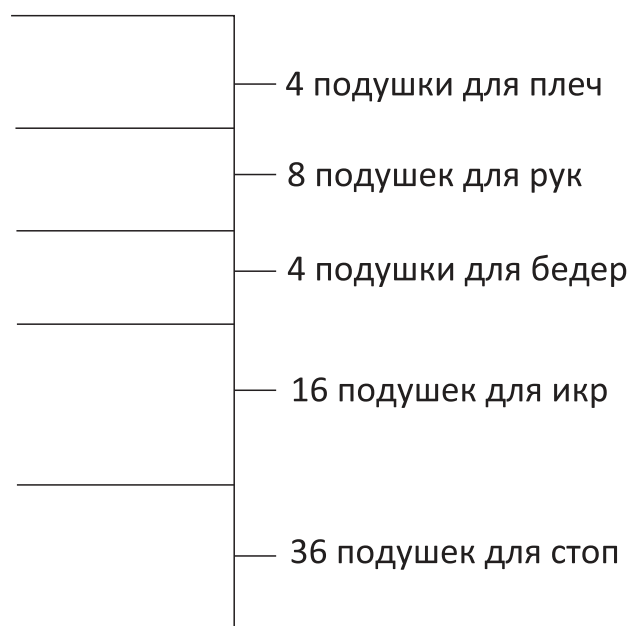 4 подушки для плеч
8 подушек для рук
4 подушки для бедер
16 подушек для икр
36 подушек для стоп